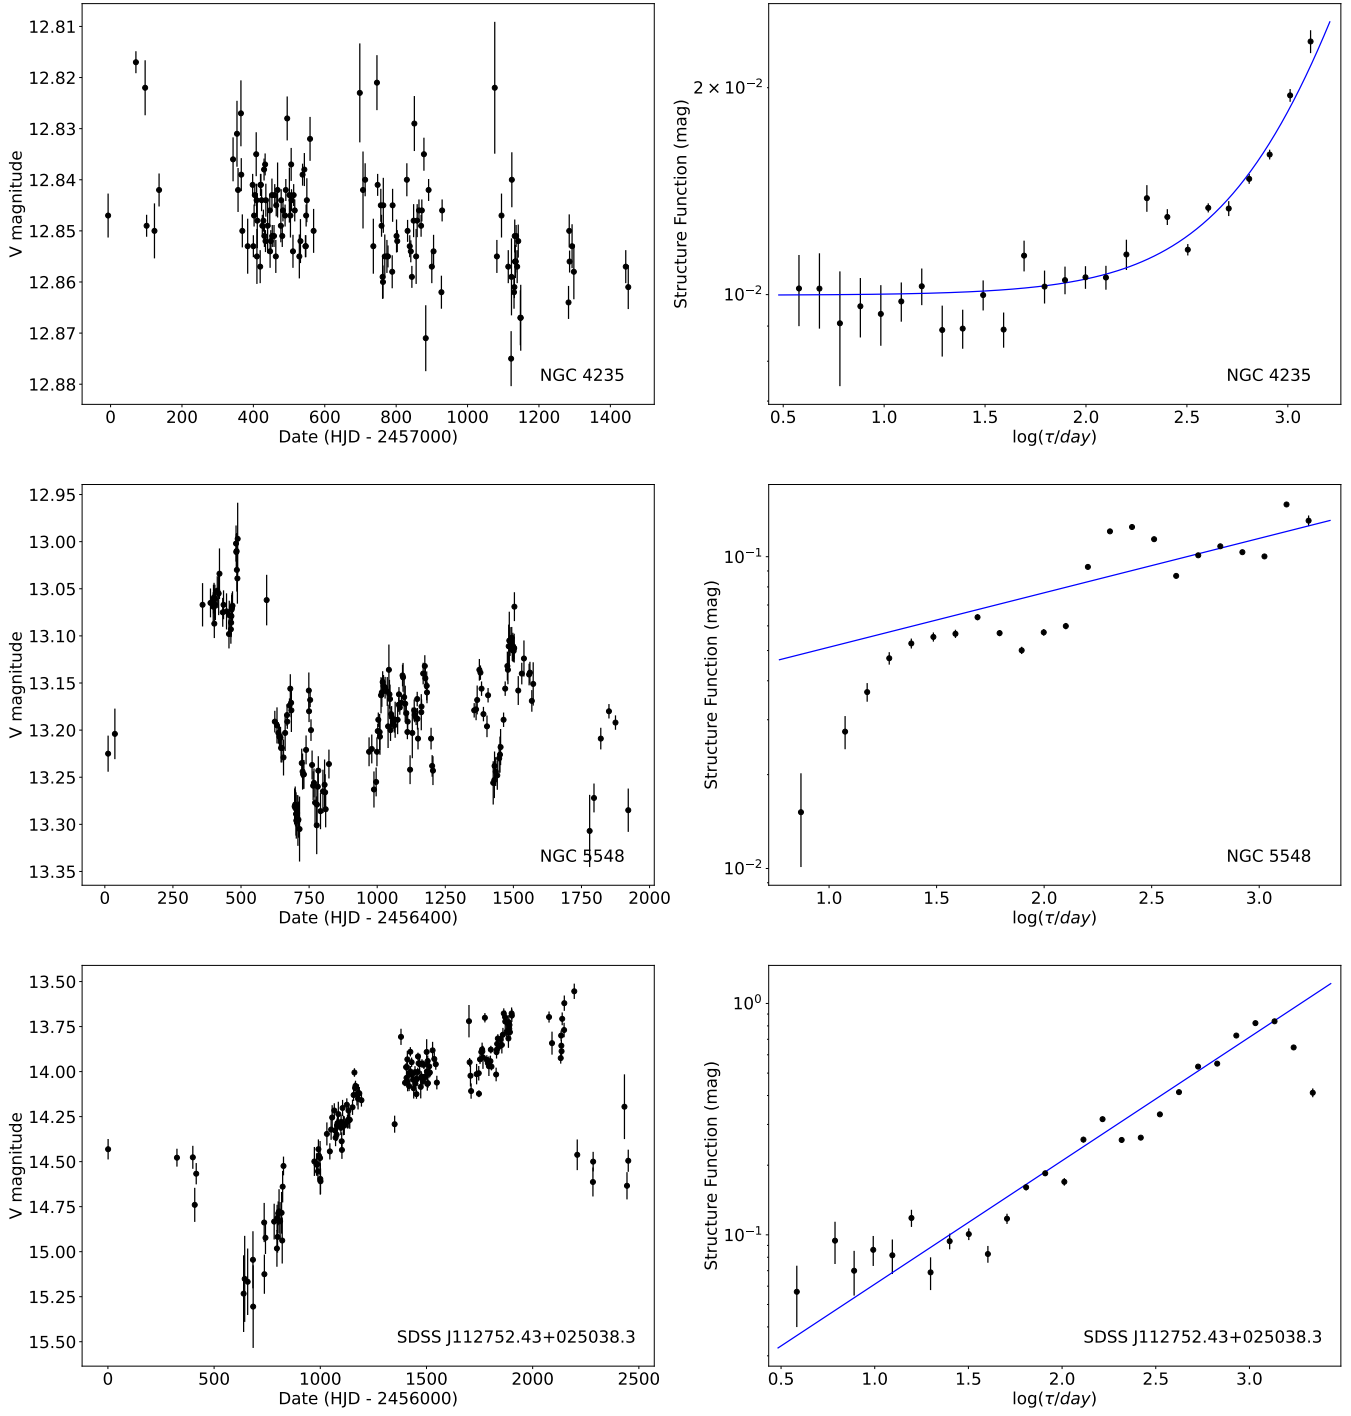 12.81
12.82
12.83
12.84
12.85
12.86
12.87
12.88
V magnitude
NGC 4235
0 200 400 600 800 1000 1200 1400
Date (HJD - 2457000)
2 × 10⁻²
10⁻²
Structure Function (mag)
NGC 4235
0.5 1.0 1.5 2.0 2.5 3.0
log(τ/day)
12.95
13.00
13.05
13.10
13.15
13.20
13.25
13.30
13.35
V magnitude
NGC 5548
0 250 500 750 1000 1250 1500 1750 2000
Date (HJD - 2456400)
10⁻¹
10⁻²
Structure Function (mag)
NGC 5548
1.0 1.5 2.0 2.5 3.0
log(τ/day)
13.50
13.75
14.00
14.25
14.50
14.75
15.00
15.25
15.50
V magnitude
SDSS J112752.43+025038.3
0 500 1000 1500 2000 2500
Date (HJD - 2456000)
10⁰
10⁻¹
Structure Function (mag)
SDSS J112752.43+025038.3
0.5 1.0 1.5 2.0 2.5 3.0
log(τ/day)